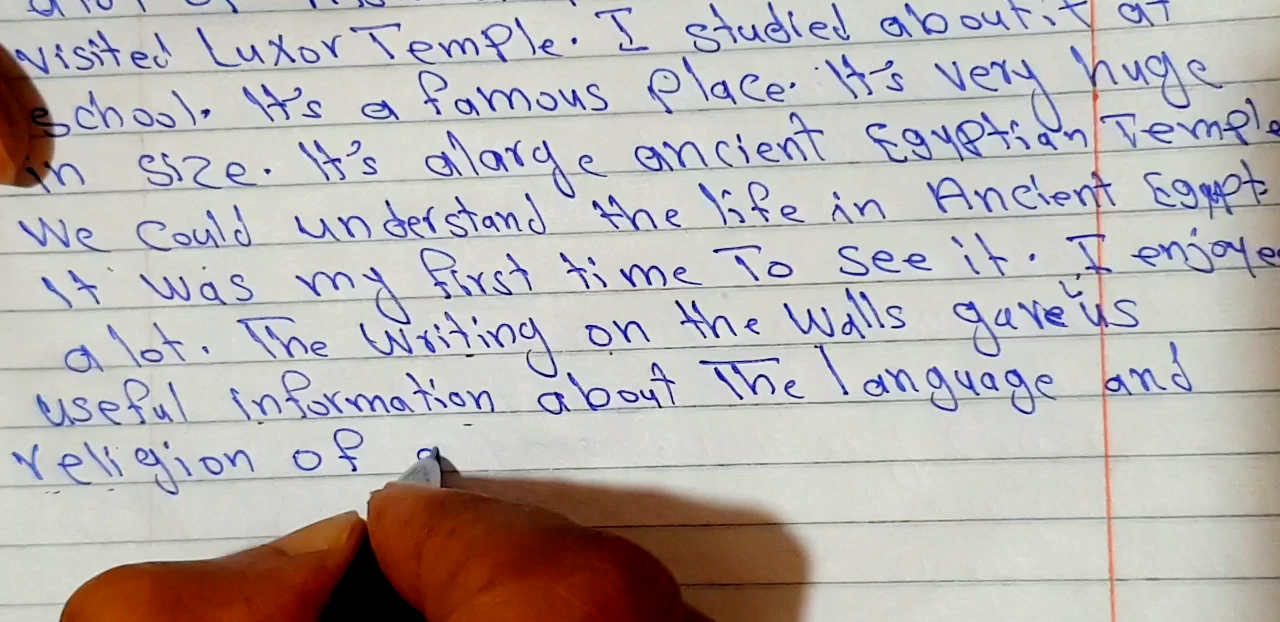 visited Luxor Temple. I studied about it at
school. It's a famous Place. It's very huge
in size. It's alarge ancient Egyptian Temple
We Could understand the life in Ancient Egypt
It was my first time To see it. I enjoye
a lot. The writing on the walls gave us
useful information about The language and
religion of a